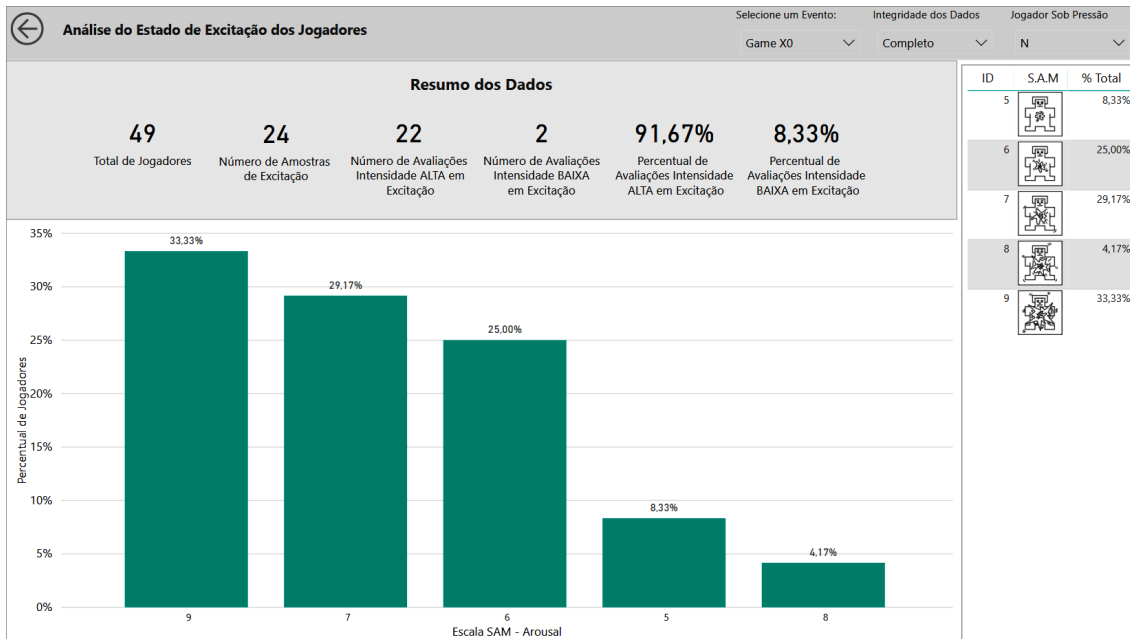 Análise do Estado de Excitação dos Jogadores
Selecione um Evento:
Game X0
Integridade dos Dados
Completo
Jogador Sob Pressão
N
Resumo dos Dados
49
Total de Jogadores
24
Número de Amostras
de Excitação
22
Número de Avaliações
Intensidade ALTA em
Excitação
2
Número de Avaliações
Intensidade BAIXA
em Excitação
91,67%
Percentual de
Avaliações Intensidade
ALTA em Excitação
8,33%
Percentual de
Avaliações Intensidade
BAIXA em Excitação
ID S.A.M % Total
5 8,33%
6 25,00%
7 29,17%
8 4,17%
9 33,33%
Percentual de Jogadores
35%
30%
25%
20%
15%
10%
5%
0%
33,33%
29,17%
25,00%
8,33%
4,17%
9 7 6 5 8
Escala SAM - Arousal